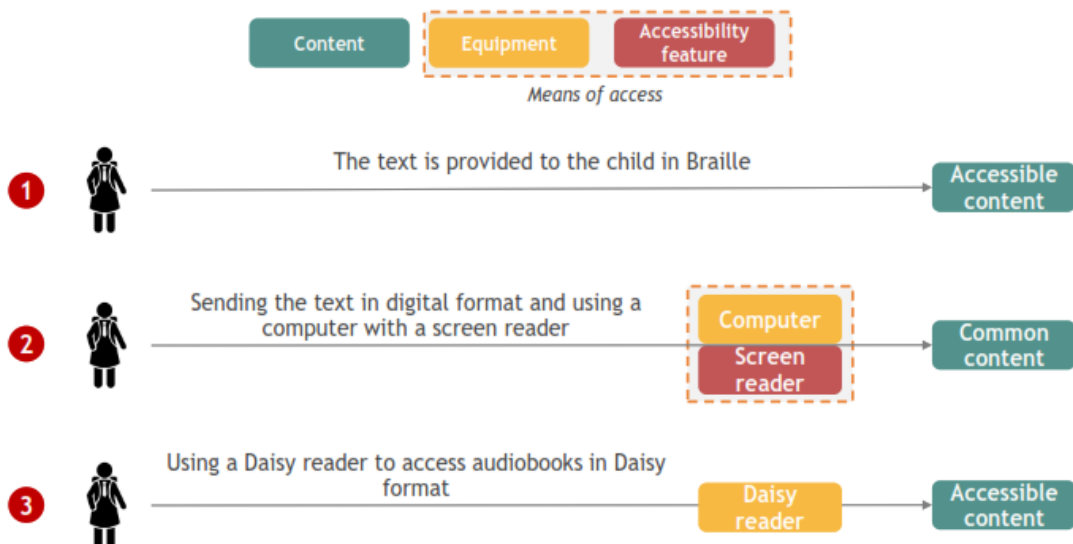 Content
Equipment
Accessibility
feature
Means of access
1
The text is provided to the child in Braille
Accessible
content
2
Sending the text in digital format and using a
computer with a screen reader
Computer
Screen
reader
Common
content
3
Using a Daisy reader to access audiobooks in Daisy
format
Daisy
reader
Accessible
content